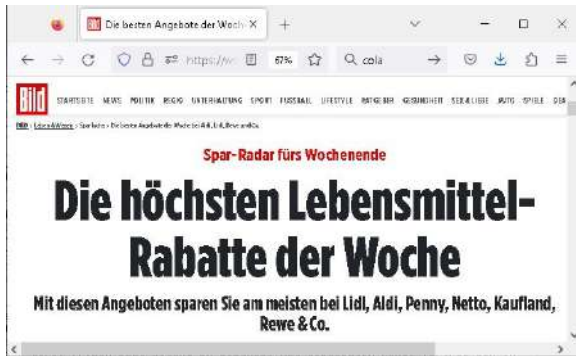 Die besten Angebote der Woch
https://w
67%
cola
Bild
STARTSEITE NEWS POLITIK REGIO UNTERHALTUNG SPORT FUSSBALL LIFESTYLE RATGEBER GESUNDHEIT SEX & LIEBE AUTO SPIELE
Spar-Radar fürs Wochenende
Die höchsten Lebensmittel-
Rabatte der Woche
Mit diesen Angeboten sparen Sie am meisten bei Lidl, Aldi, Penny, Netto, Kaufland,
Rewe & Co.